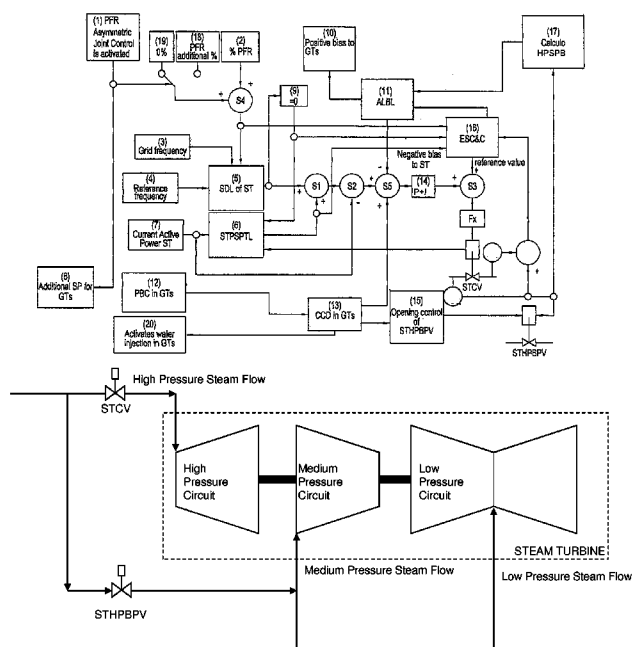 (1) PFR
Asymmetric
Joint Control
is activated
(19)
0%
(18)
PFR
additional %
(2)
% PFR
(10)
Positive bias to
GTs
(17)
Calculo
HPSPB
(9)
=0
(11)
ALBL
+
+
S4
(16)
ESC&C
(3)
Grid frequency
Negative bias
to ST
reference value
(4)
Reference
frequency
(5)
SDL of ST
+
S1
+
+
S2
-
+
-
S5
+
(14)
P+I
+
-
S3
(7)
Current Active
Power ST
(6)
STPSPTL
Fx
STCV
+
(8)
Additional SP for
GTs
(12)
PBC in GTs
(13)
CCD in GTs
(15)
Opening control
of
STHPBPV
(20)
Activates water
injection in GTs
STHPBPV
High Pressure Steam Flow
STCV
High
Pressure
Circuit
Medium
Pressure
Circuit
Low
Pressure
Circuit
STEAM TURBINE
Medium Pressure Steam Flow
Low Pressure Steam Flow
STHPBPV